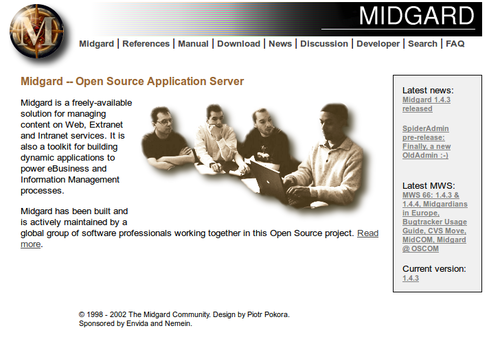 M
MIDGARD
Midgard | References | Manual | Download | News | Discussion | Developer | Search | FAQ
Midgard -- Open Source Application Server
Midgard is a freely-available
solution for managing
content on Web, Extranet
and Intranet services. It is
also a toolkit for building
dynamic applications to
power eBusiness and
Information Management
processes.
Midgard has been built and
is actively maintained by a
global group of software professionals working together in this Open Source project. Read
more.
Latest news:
Midgard 1.4.3
released
SpiderAdmin
pre-release:
Finally, a new
OldAdmin :-)
Latest MWS:
MWS 66: 1.4.3 &
1.4.4, Midgardians
in Europe,
Bugtracker Usage
Guide, CVS Move,
MidCOM, Midgard
@ OSCOM
Current version:
1.4.3
© 1998 - 2002 The Midgard Community. Design by Piotr Pokora.
Sponsored by Envida and Nemein.